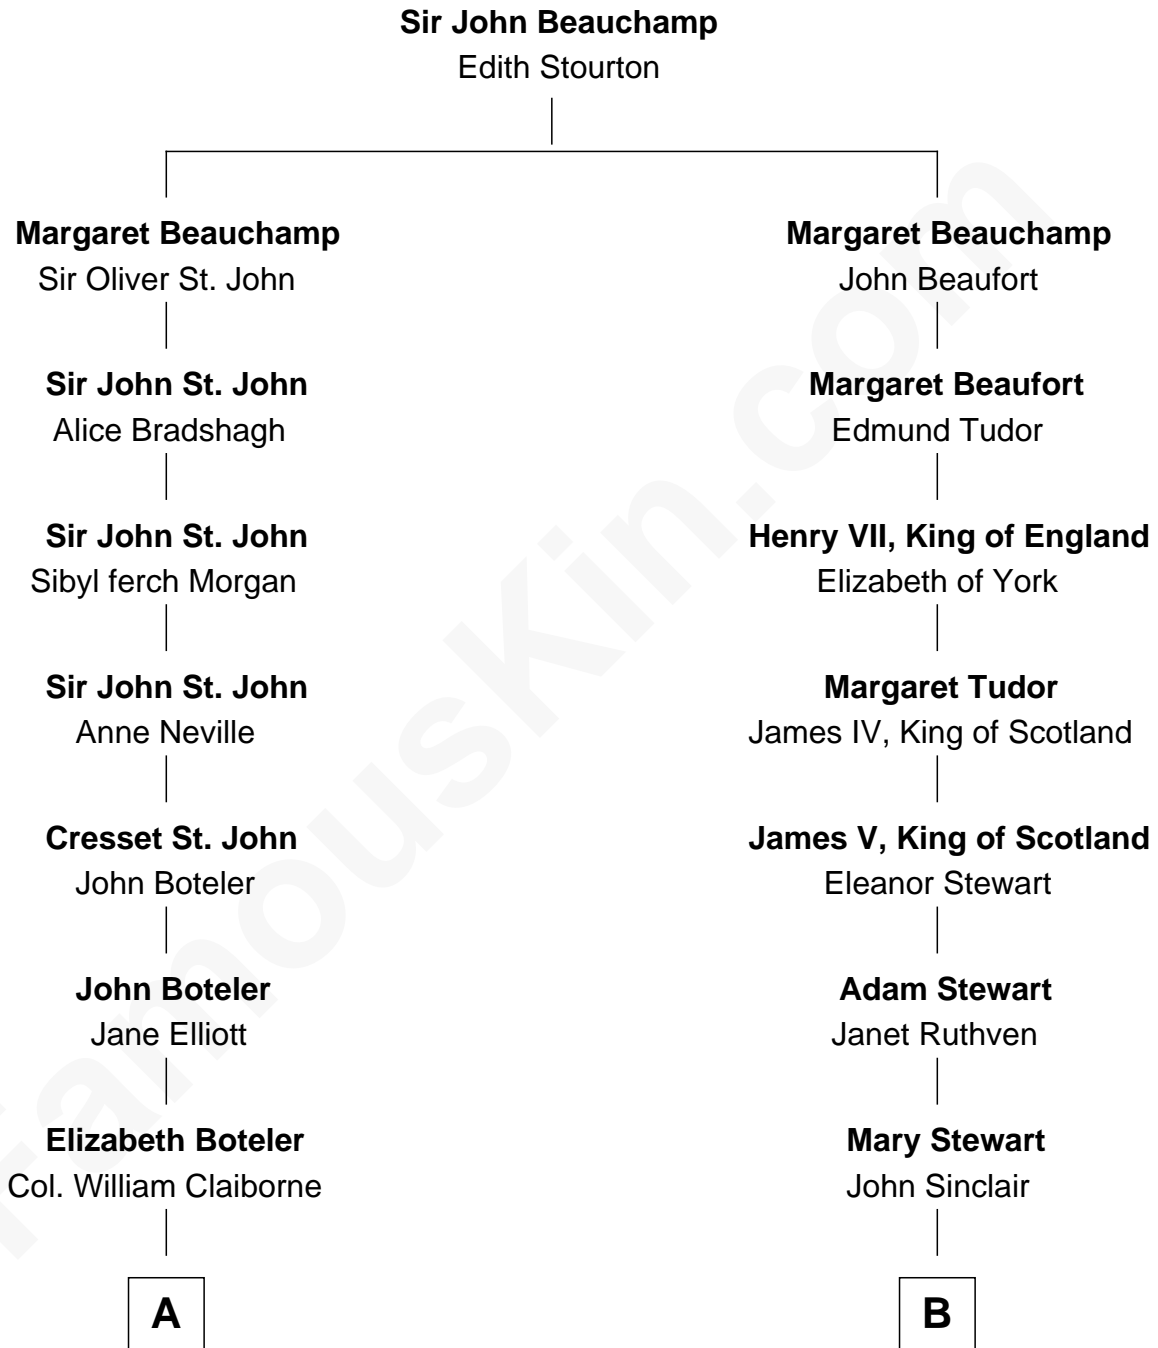 Sir John Beauchamp
Edith Stourton
Margaret Beauchamp
Sir Oliver St. John
Sir John St. John
Alice Bradshagh
Sir John St. John
Sibyl ferch Morgan
Sir John St. John
Anne Neville
Cresset St. John
John Boteler
John Boteler
Jane Elliott
Elizabeth Boteler
Col. William Claiborne
A
Margaret Beauchamp
John Beaufort
Margaret Beaufort
Edmund Tudor
Henry VII, King of England
Elizabeth of York
Margaret Tudor
James IV, King of Scotland
James V, King of Scotland
Eleanor Stewart
Adam Stewart
Janet Ruthven
Mary Stewart
John Sinclair
B
FamousKin.com